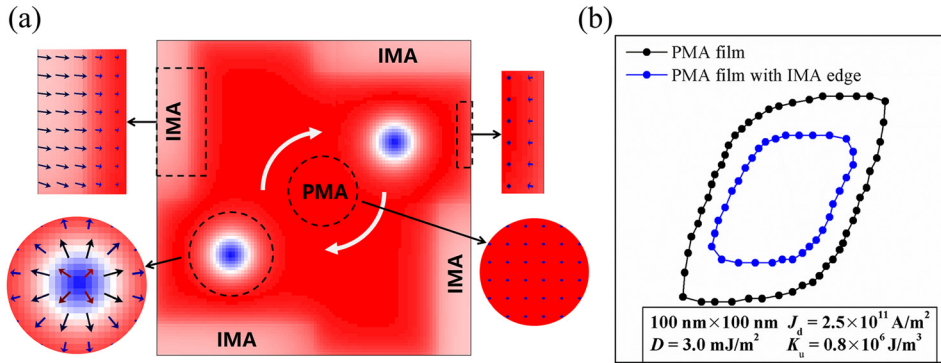 (a)
IMA
IMA
PMA
IMA
IMA
(b)
PMA film
PMA film with IMA edge
100 nm×100 nm J_d = 2.5×10^11 A/m^2
D = 3.0 mJ/m^2 K_u = 0.8×10^6 J/m^3